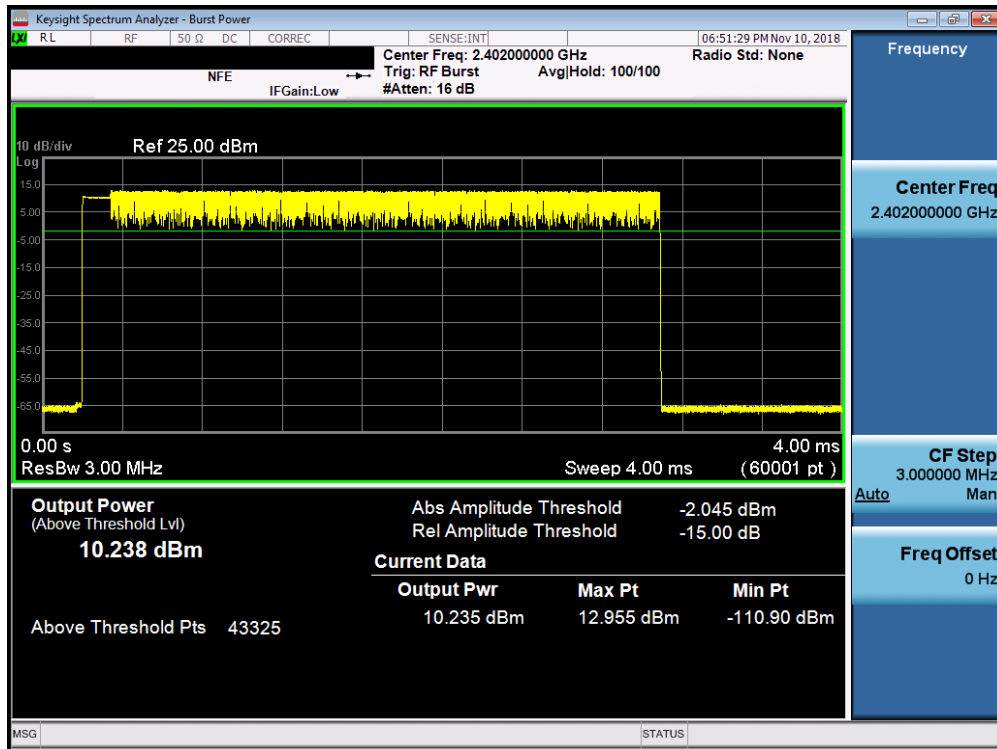 Keysight Spectrum Analyzer - Burst Power
LXI RL RF 50 Ω DC CORREC SENSE:INT 06:51:29 PM Nov 10, 2018
Center Freq: 2.402000000 GHz Radio Std: None
NFE Trig: RF Burst Avg|Hold: 100/100
IFGain:Low #Atten: 16 dB
10 dB/div Ref 25.00 dBm
Log
15.0
5.00
-5.00
-15.0
-25.0
-35.0
-45.0
-55.0
-65.0
0.00 s 4.00 ms
ResBw 3.00 MHz Sweep 4.00 ms (60001 pt)
Output Power
(Above Threshold Lvl)
10.238 dBm
Above Threshold Pts 43325
Abs Amplitude Threshold -2.045 dBm
Rel Amplitude Threshold -15.00 dB
Current Data
Output Pwr Max Pt Min Pt
10.235 dBm 12.955 dBm -110.90 dBm
Frequency
Center Freq
2.402000000 GHz
CF Step
3.000000 MHz
Auto Man
Freq Offset
0 Hz
MSG STATUS